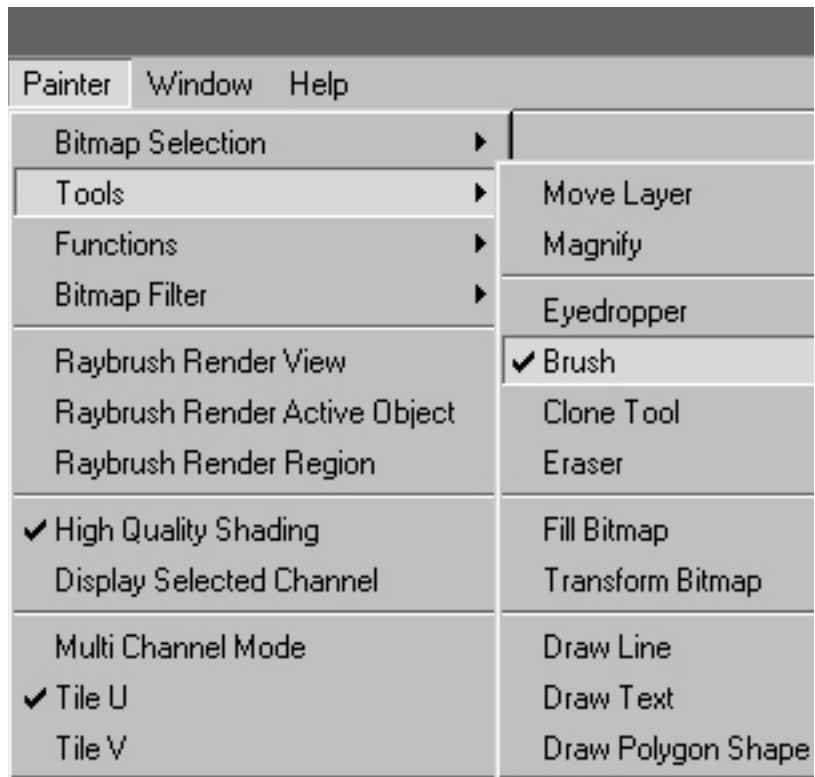 Painter Window Help
Bitmap Selection
Tools
Functions
Bitmap Filter
Raybrush Render View
Raybrush Render Active Object
Raybrush Render Region
High Quality Shading
Display Selected Channel
Multi Channel Mode
Tile U
Tile V
Move Layer
Magnify
Eyedropper
Brush
Clone Tool
Eraser
Fill Bitmap
Transform Bitmap
Draw Line
Draw Text
Draw Polygon Shape